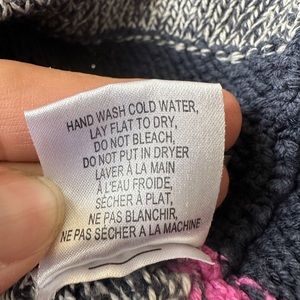 HAND WASH COLD WATER,
LAY FLAT TO DRY,
DO NOT BLEACH,
DO NOT PUT IN DRYER
LAVER À LA MAIN
À L'EAU FROIDE,
SÉCHER À PLAT,
NE PAS BLANCHIR,
NE PAS SÉCHER A LA MACHINE